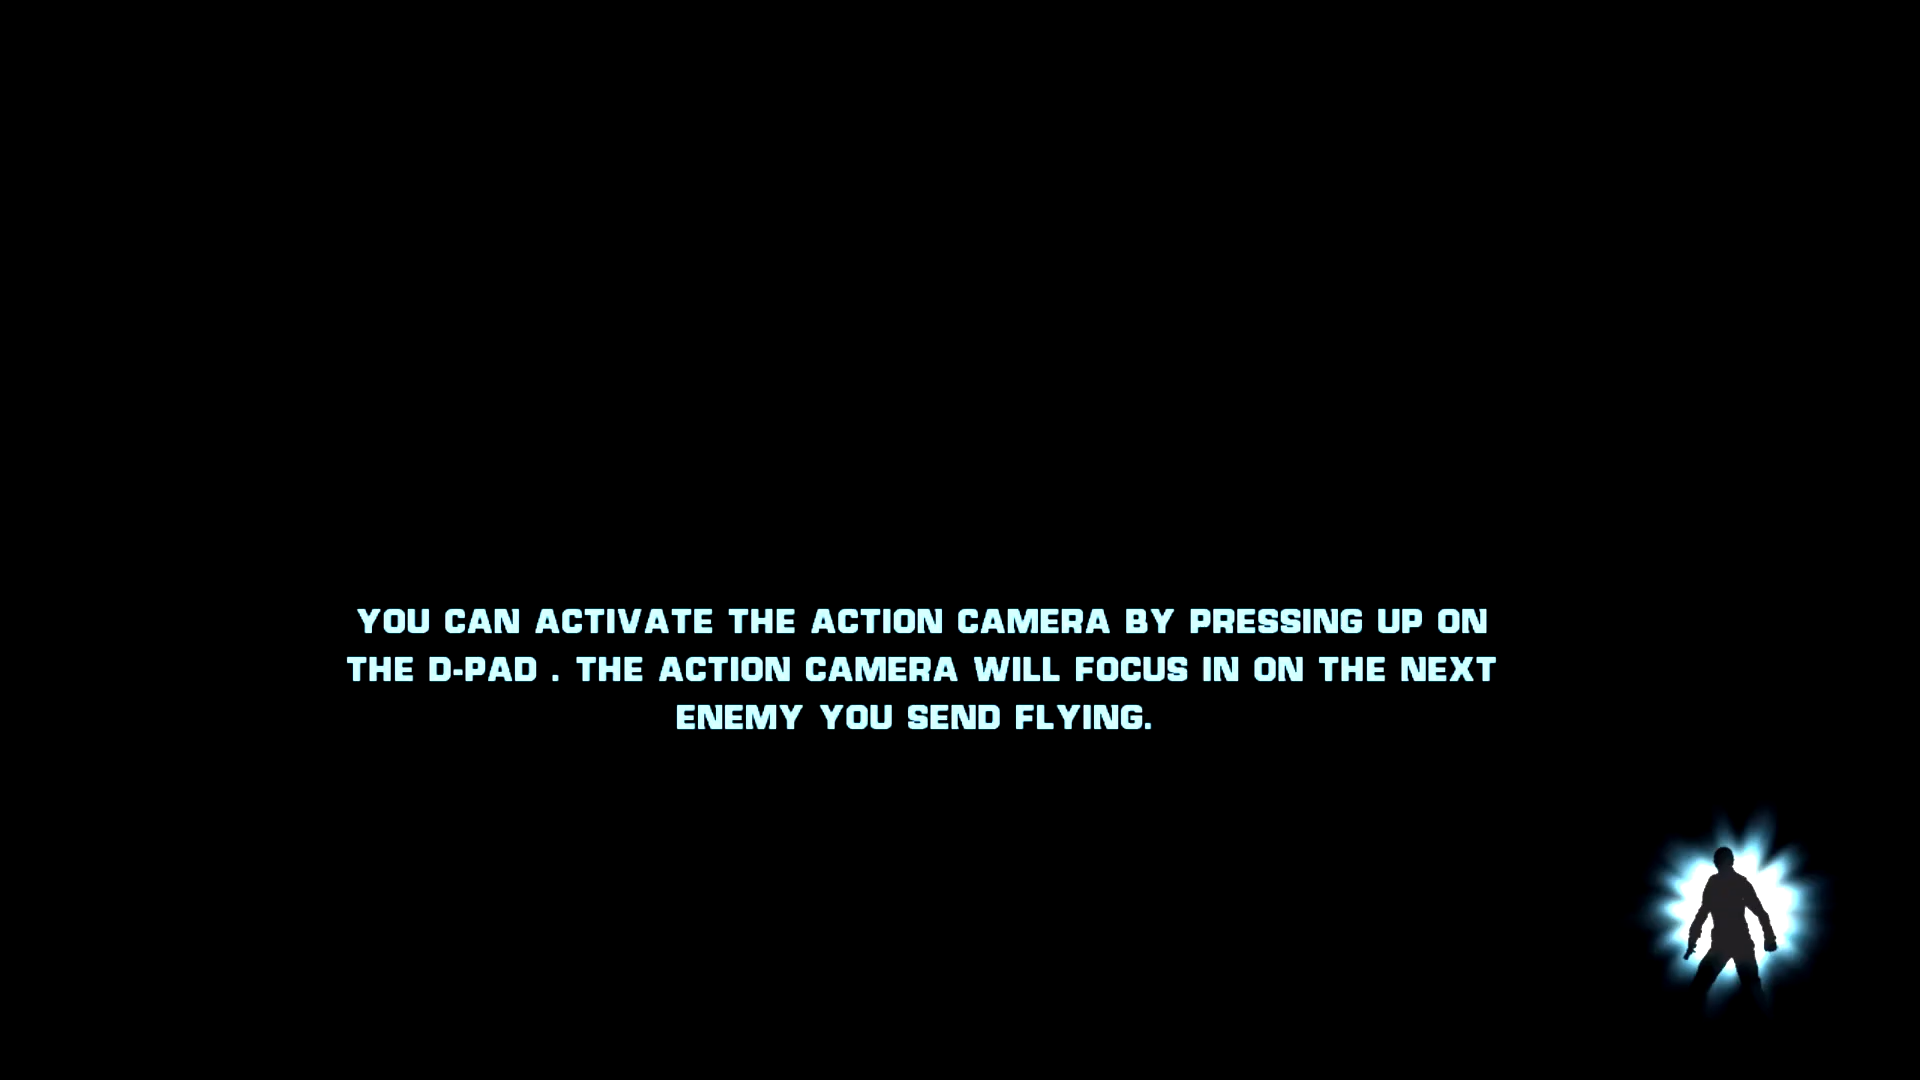 YOU CAN ACTIVATE THE ACTION CAMERA BY PRESSING UP ON
THE D-PAD . THE ACTION CAMERA WILL FOCUS IN ON THE NEXT
ENEMY YOU SEND FLYING.